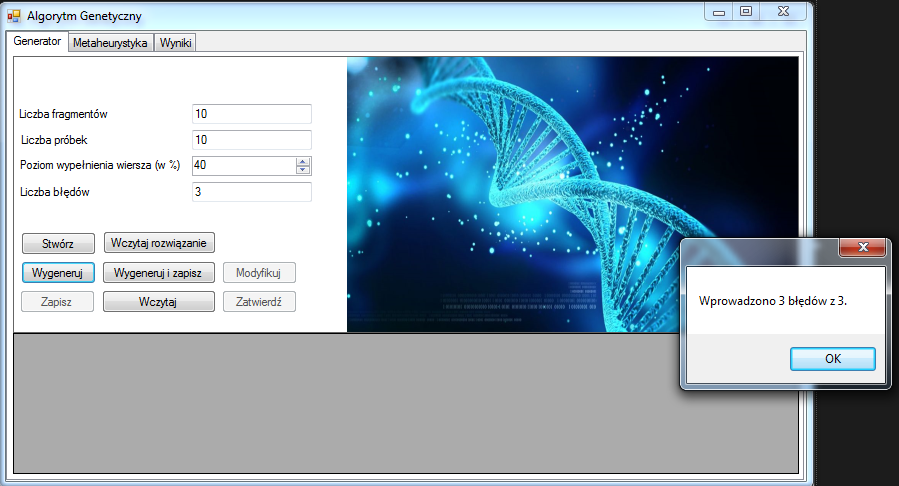 Algorytm Genetyczny
Generator Metaheurystyka Wyniki
Liczba fragmentów 10
Liczba próbek 10
Poziom wypełnienia wiersza (w %) 40
Liczba błędów 3
Stwórz Wczytaj rozwiązanie
Wygeneruj Wygeneruj i zapisz Modyfikuj
Zapisz Wczytaj Zatwierdź
Wprowadzono 3 błędów z 3.
OK